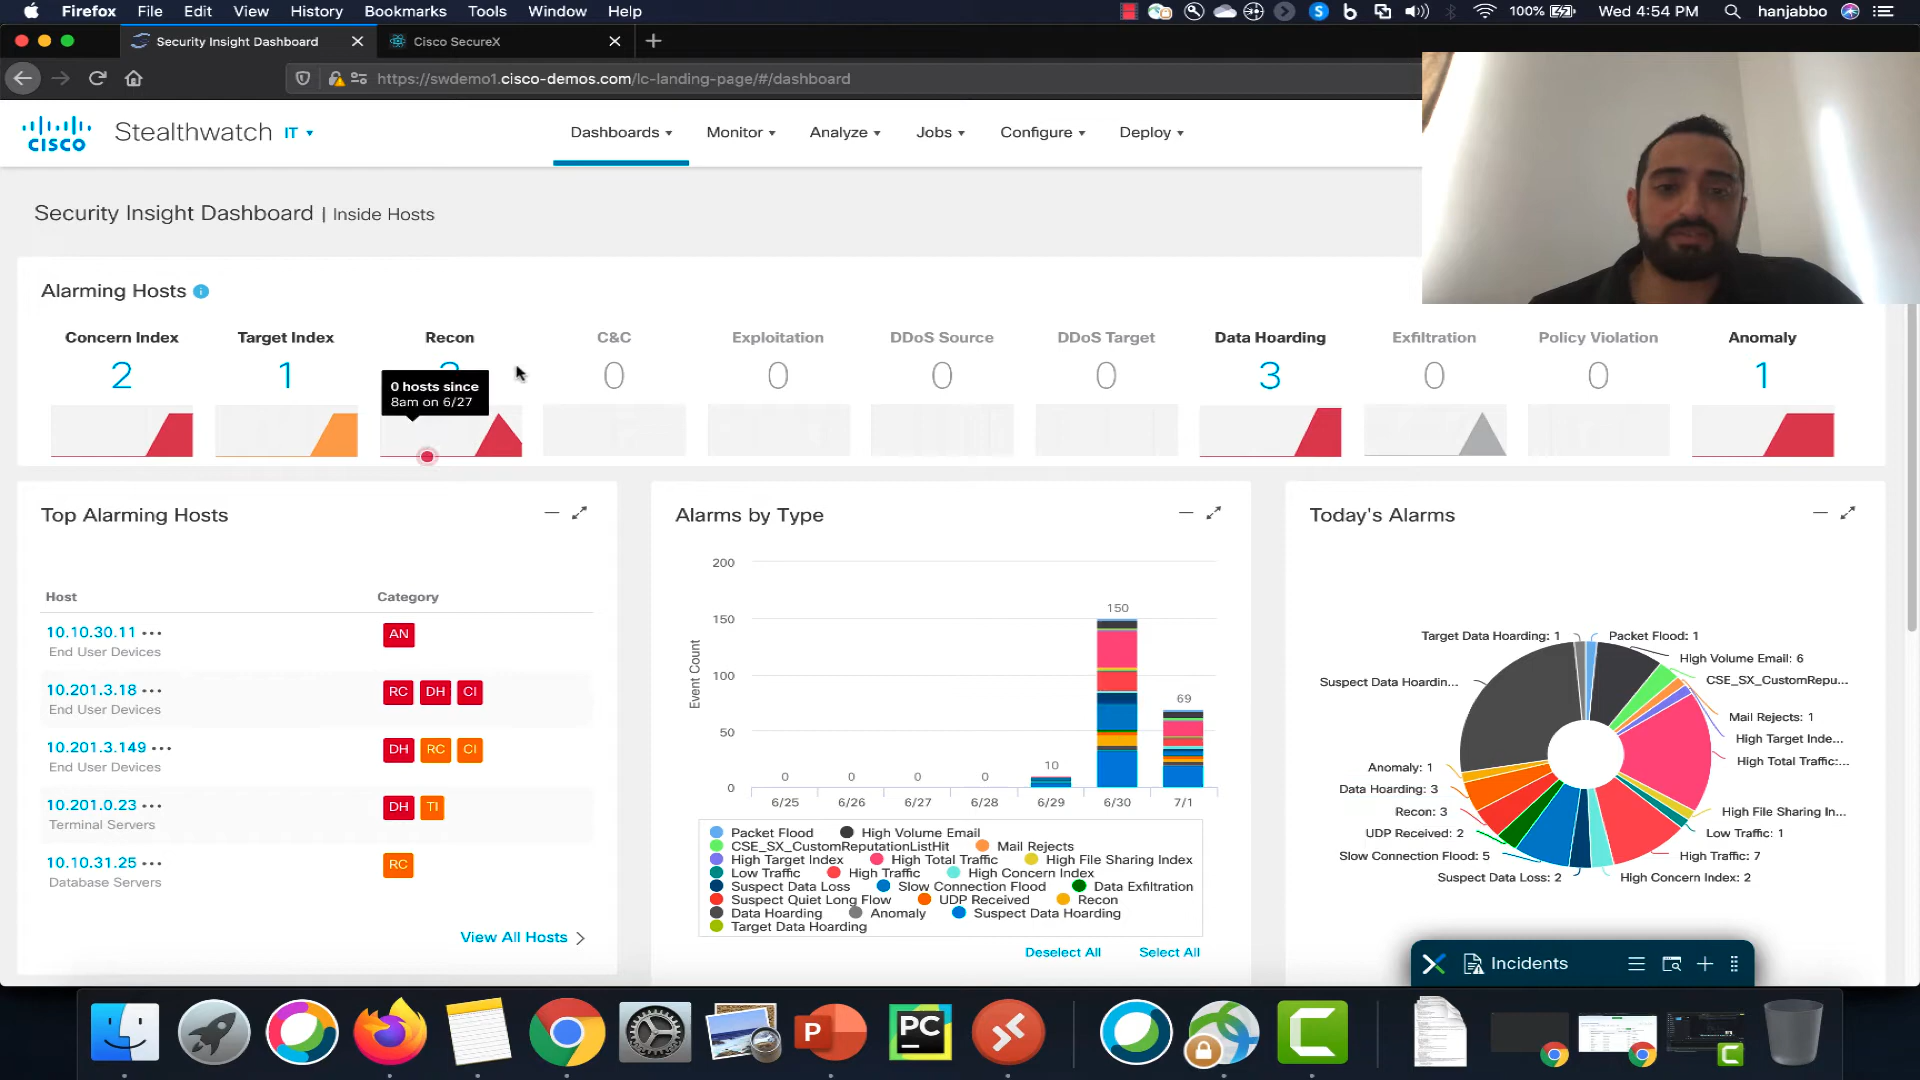 Firefox File Edit View History Bookmarks Tools Window Help
100% Wed 4:54 PM hanjabbo
Security Insight Dashboard
Cisco SecureX
https://swdemo1.cisco-demos.com/lc-landing-page/#/dashboard
CISCO
Stealthwatch IT
Dashboards Monitor Analyze Jobs Configure Deploy
Security Insight Dashboard | Inside Hosts
Alarming Hosts
Concern Index Target Index Recon C&C Exploitation DDoS Source DDoS Target Data Hoarding Exfiltration Policy Violation Anomaly
2 1 0 0 0 0 3 0 0 1
0 hosts since
8am on 6/27
Top Alarming Hosts
Host Category
10.10.30.11 AN
End User Devices
10.201.3.18 RC DH CI
End User Devices
10.201.3.149 DH RC CI
End User Devices
10.201.0.23 DH TI
Terminal Servers
10.10.31.25 RC
Database Servers
View All Hosts
Alarms by Type
Event Count
200
150
100
50
0
0 0 0 0 10 150 69
6/25 6/26 6/27 6/28 6/29 6/30 7/1
Packet Flood High Volume Email
CSE_SX_CustomReputationListHit Mail Rejects
High Target Index High Total Traffic High File Sharing Index
Low Traffic High Traffic High Concern Index
Suspect Data Loss Slow Connection Flood Data Exfiltration
Suspect Quiet Long Flow UDP Received Recon
Data Hoarding Anomaly Suspect Data Hoarding
Target Data Hoarding
Deselect All Select All
Today's Alarms
Target Data Hoarding: 1
Packet Flood: 1
High Volume Email: 6
Suspect Data Hoardin...
CSE_SX_CustomRepu...
Mail Rejects: 1
High Target Inde...
High Total Traffic:...
Anomaly: 1
Data Hoarding: 3
Recon: 3
High File Sharing In...
UDP Received: 2
Low Traffic: 1
Slow Connection Flood: 5
High Traffic: 7
Suspect Data Loss: 2
High Concern Index: 2
Incidents
P
PC
C